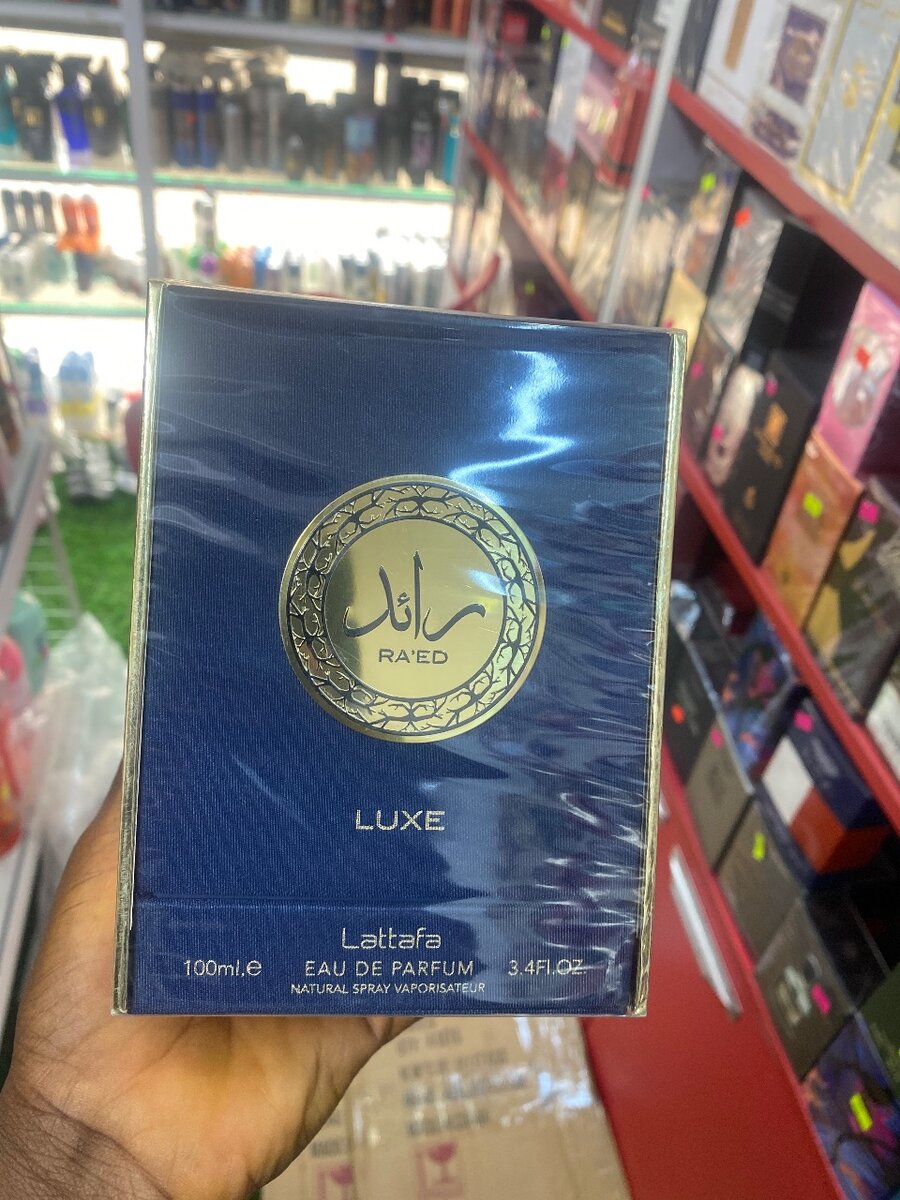 رائد
RA'ED
LUXE
Lattafa
100ml.e EAU DE PARFUM 3.4Fl.OZ.
NATURAL SPRAY VAPORISATEUR